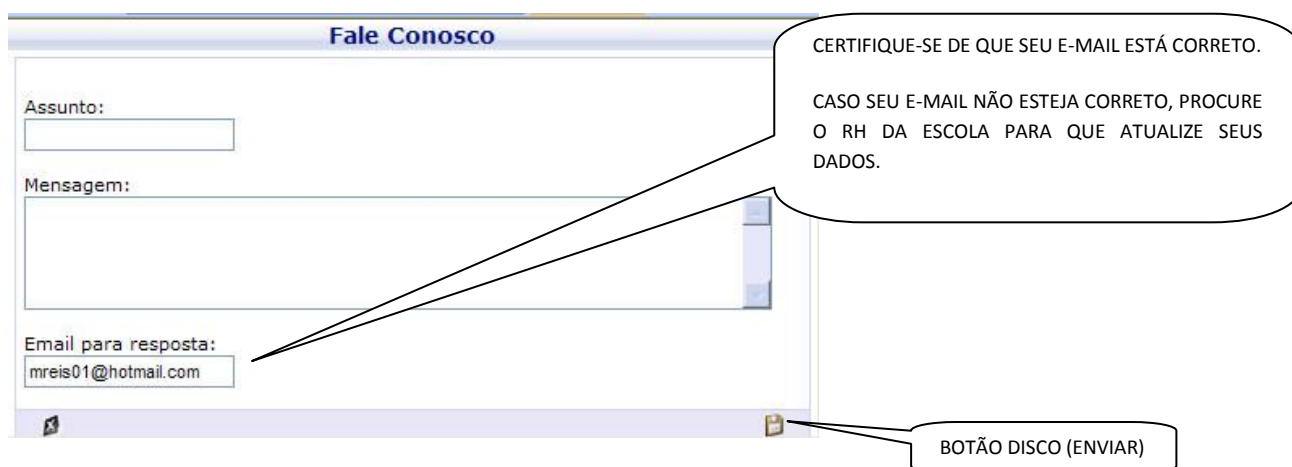 Fale Conosco
CERTIFIQUE-SE DE QUE SEU E-MAIL ESTÁ CORRETO.
CASO SEU E-MAIL NÃO ESTEJA CORRETO, PROCURE
O RH DA ESCOLA PARA QUE ATUALIZE SEUS
DADOS.
Assunto:
Mensagem:
Email para resposta:
mreis01@hotmail.com
BOTÃO DISCO (ENVIAR)